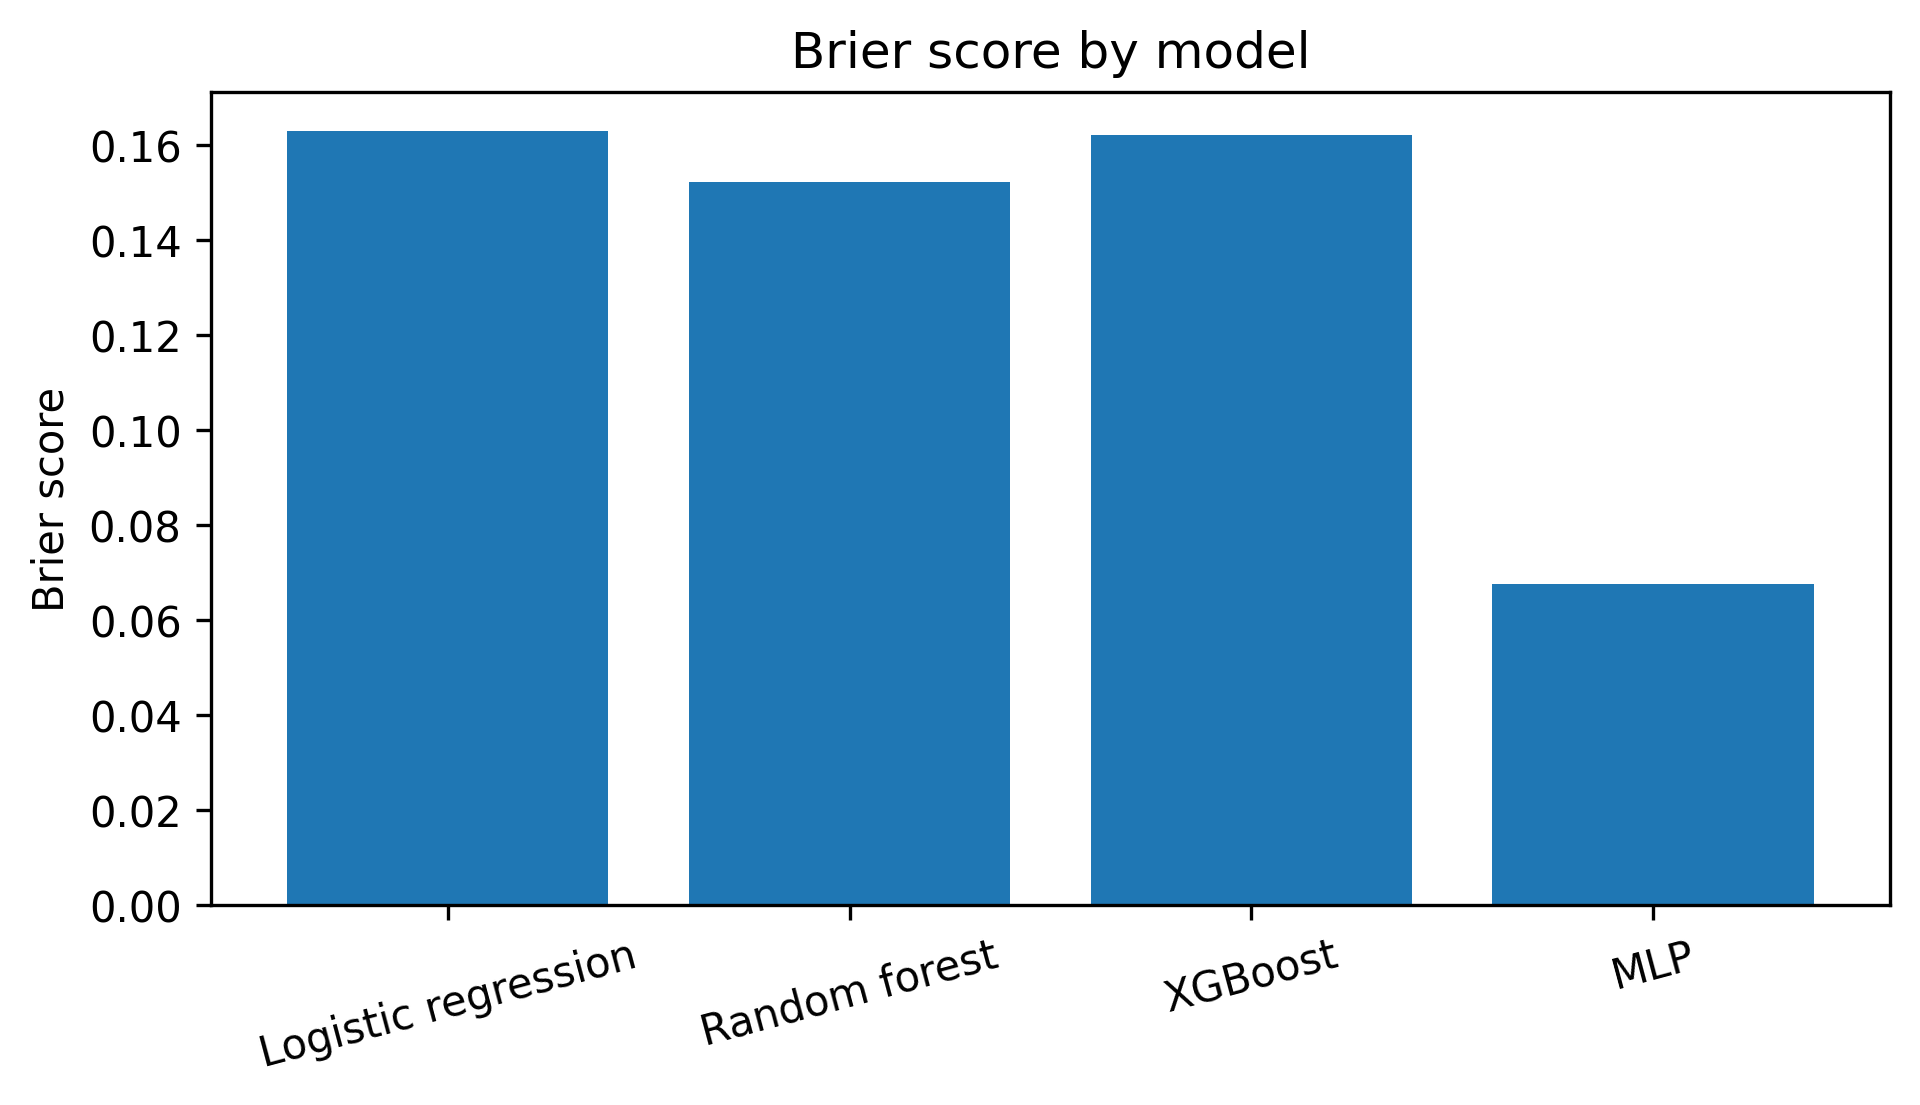 Brier score by model
Brier score
0.16
0.14
0.12
0.10
0.08
0.06
0.04
0.02
0.00
Logistic regression
Random forest
XGBoost
MLP